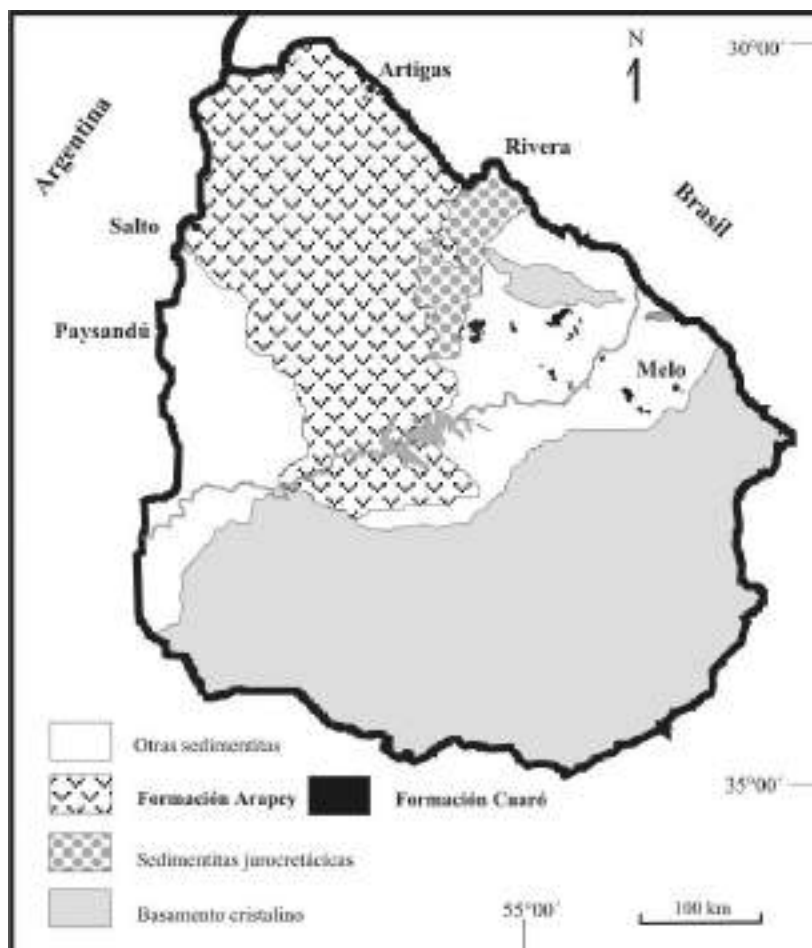 30°00´
N
Artigas
Argentina
Rivera
Brasil
Salto
Paysandú
Melo
Otras sedimentitas
35°00´
Formación Arapey
Formación Cuaró
Sedimentitas jurocretácicas
Basamento cristalino
55°00´
100 km